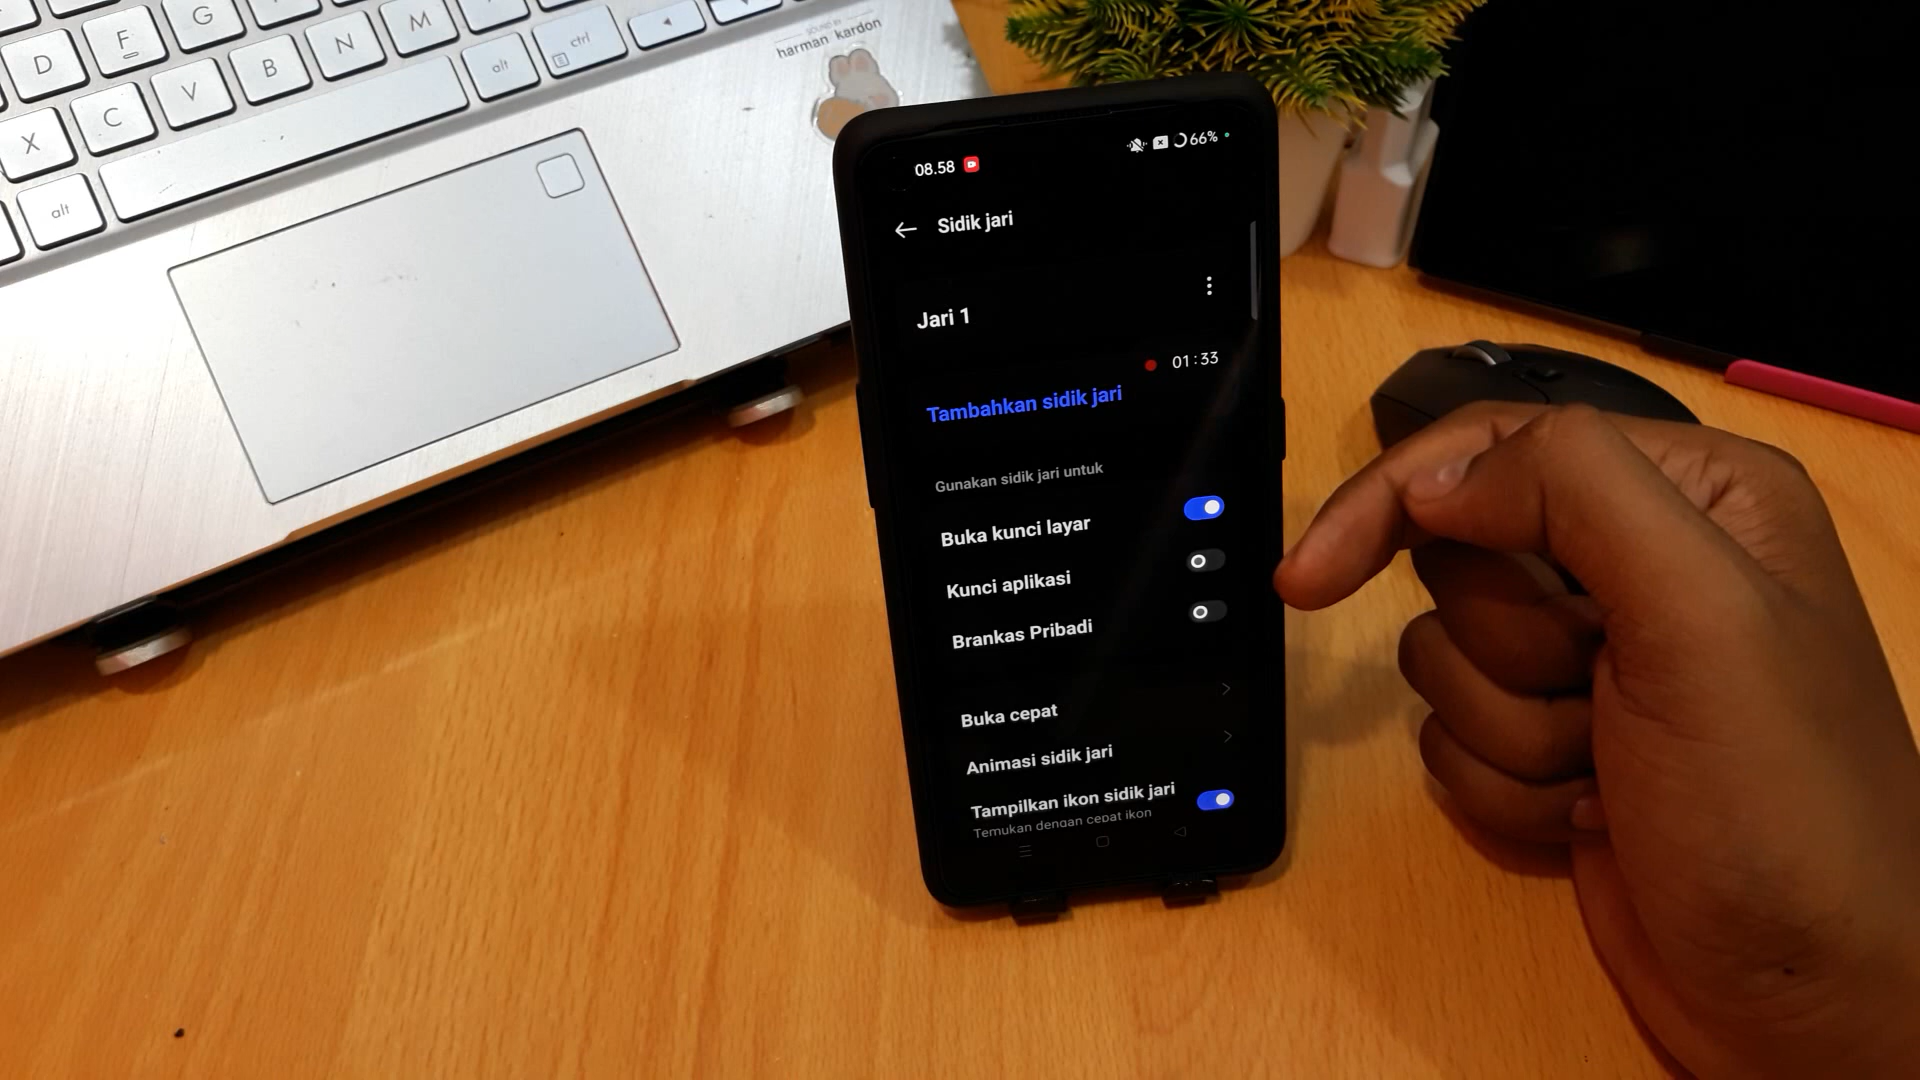 G
D F M
N
X C V B alt ctrl
alt
SOUND BY
harman kardon
08.58 66%
Sidik jari
Jari 1
01:33
Tambahkan sidik jari
Gunakan sidik jari untuk
Buka kunci layar
Kunci aplikasi
Brankas Pribadi
Buka cepat
Animasi sidik jari
Tampilkan ikon sidik jari
Temukan dengan cepat ikon